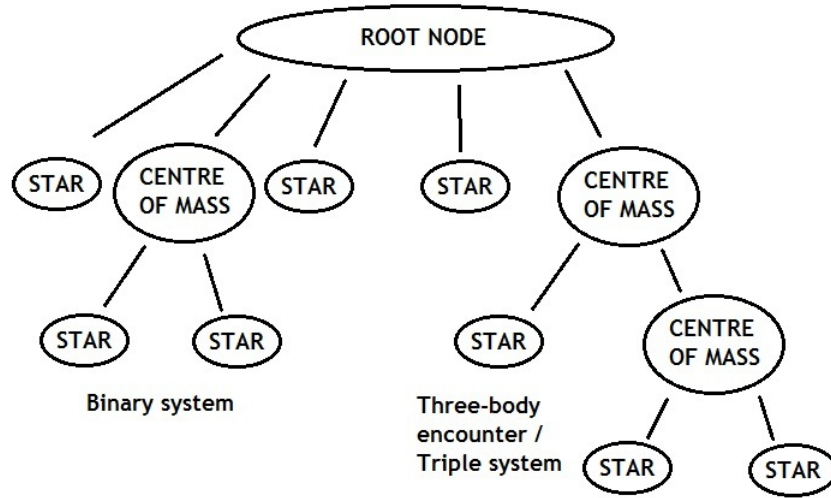 ROOT NODE
STAR
CENTRE
OF MASS
STAR
STAR
CENTRE
OF MASS
STAR
STAR
STAR
CENTRE
OF MASS
Binary system
Three-body
encounter /
Triple system
STAR
STAR